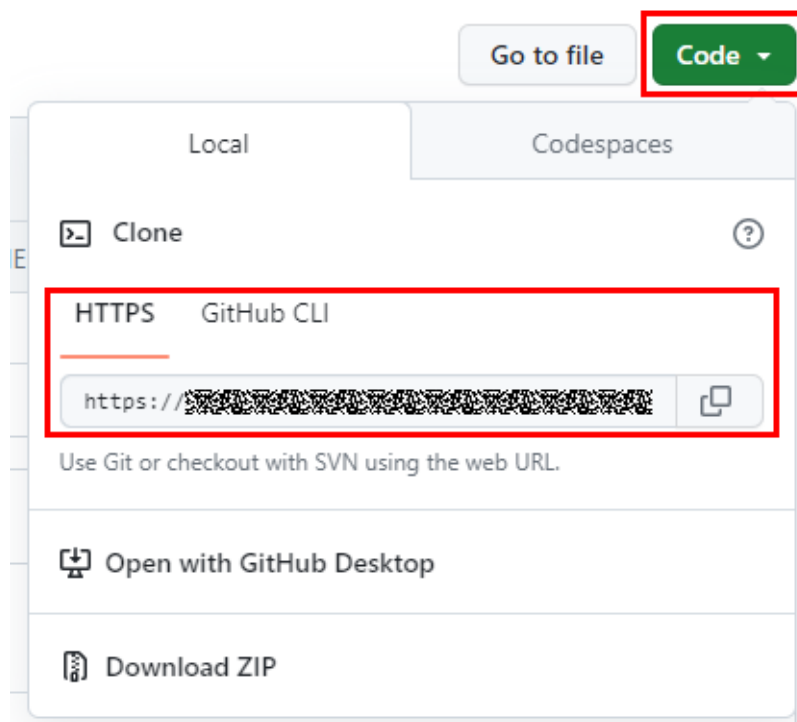 Go to file
Code
Local
Codespaces
Clone
HTTPS
GitHub CLI
https://
Use Git or checkout with SVN using the web URL.
Open with GitHub Desktop
Download ZIP